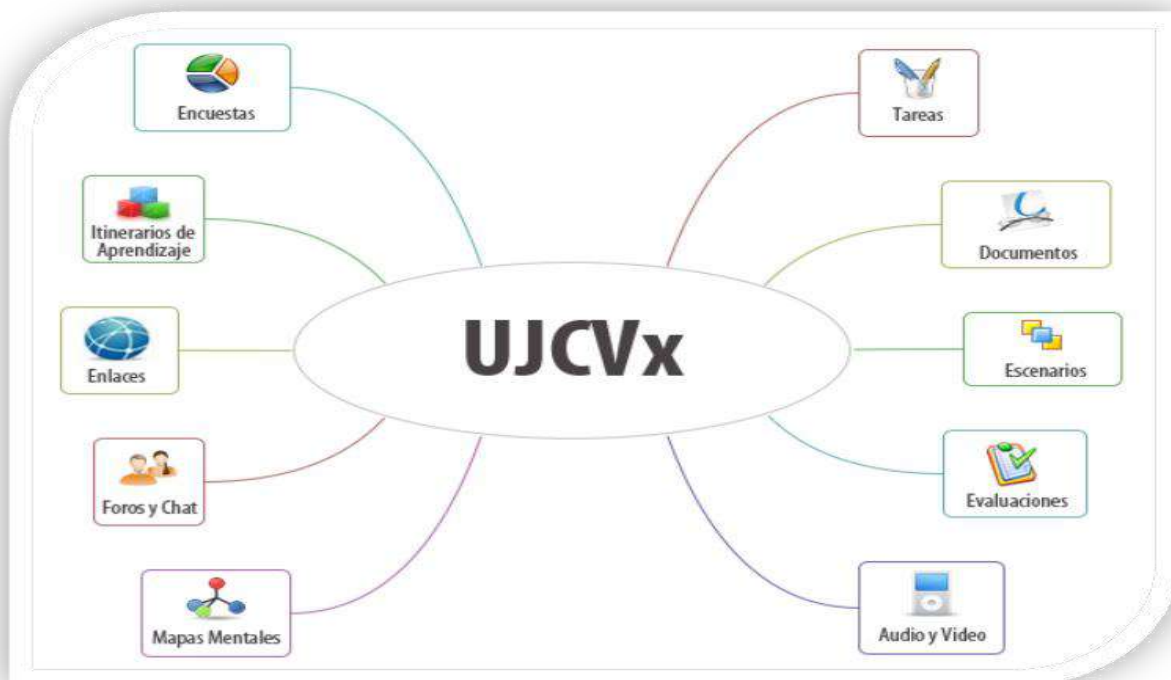 Encuestas
Itinerarios de
Aprendizaje
Enlaces
Foros y Chat
Mapas Mentales
UJCVx
Tareas
Documentos
Escenarios
Evaluaciones
Audio y Video